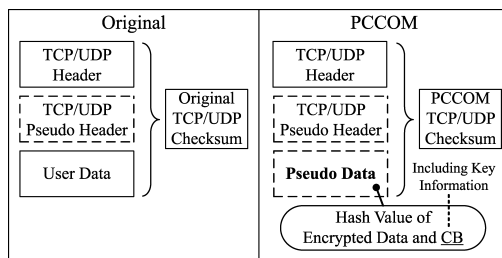 Original
TCP/UDP
Header
TCP/UDP
Pseudo Header
User Data
Original
TCP/UDP
Checksum
PCCOM
TCP/UDP
Header
TCP/UDP
Pseudo Header
Pseudo Data
PCCOM
TCP/UDP
Checksum
Including Key
Information
Hash Value of
Encrypted Data and CB